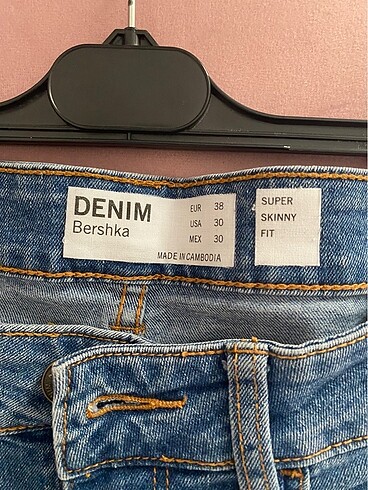 DENIM
Bershka
EUR 38
USA 30
MEX 30
MADE IN CAMBODIA
SUPER
SKINNY
FIT